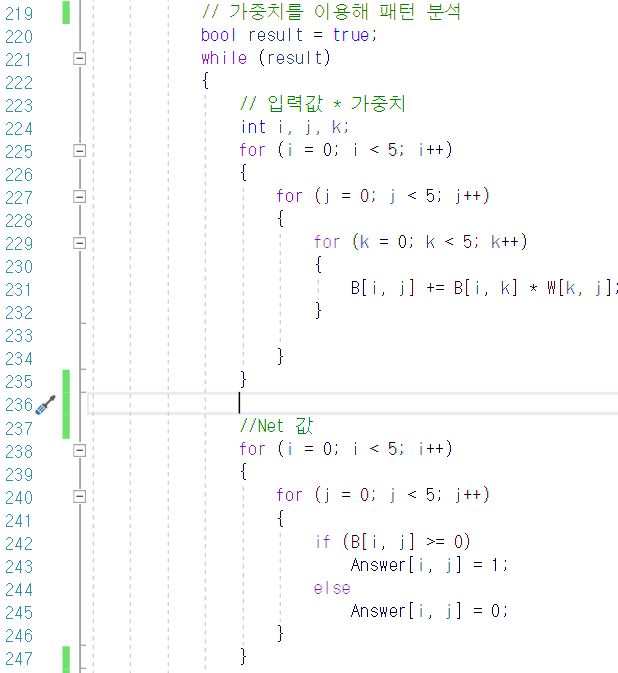 219 // 가중치를 이용해 패턴 분석
220 bool result = true;
221 while (result)
222 {
223 // 입력값 * 가중치
224 int i, j, k;
225 for (i = 0; i < 5; i++)
226 {
227 for (j = 0; j < 5; j++)
228 {
229 for (k = 0; k < 5; k++)
230 {
231 B[i, j] += B[i, k] * W[k, j];
232 }
233
234 }
235 }
236
237 //Net 값
238 for (i = 0; i < 5; i++)
239 {
240 for (j = 0; j < 5; j++)
241 {
242 if (B[i, j] >= 0)
243 Answer[i, j] = 1;
244 else
245 Answer[i, j] = 0;
246 }
247 }